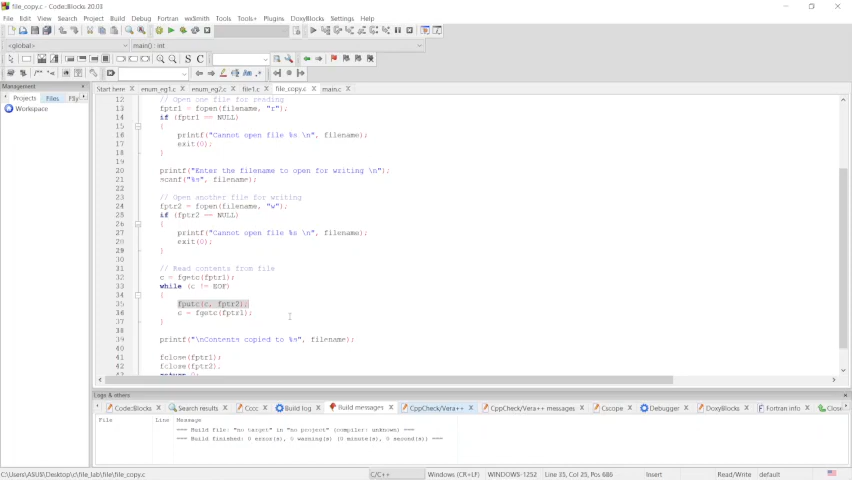 file_copy.c - Code::Blocks 20.03
File Edit View Search Project Build Debug Fortran wxSmith Tools Tools+ Plugins DoxyBlocks Settings Help
<global> main() : int
S C
Management
Projects Files FSy
Workspace
Start here enum_eg1.c enum_eg2.c file1.c file_copy.c main.c
12 // Open one file for reading
13 fptr1 = fopen(filename, "r");
14 if (fptr1 == NULL)
15 {
16 printf("Cannot open file %s \n", filename);
17 exit(0);
18 }
19
20 printf("Enter the filename to open for writing \n");
21 scanf("%s", filename);
22
23 // Open another file for writing
24 fptr2 = fopen(filename, "w");
25 if (fptr2 == NULL)
26 {
27 printf("Cannot open file %s \n", filename);
28 exit(0);
29 }
30
31 // Read contents from file
32 c = fgetc(fptr1);
33 while (c != EOF)
34 {
35 fputc(c, fptr2);
36 c = fgetc(fptr1);
37 }
38
39 printf("\nContents copied to %s", filename);
40
41 fclose(fptr1);
42 fclose(fptr2);
Logs & others
Code::Blocks Search results Cccc Build log Build messages CppCheck/Vera++ CppCheck/Vera++ messages Cscope Debugger DoxyBlocks Fortran info Closed
File Line Message
=== Build file: "no target" in "no project" (compiler: unknown) ===
=== Build finished: 0 error(s), 0 warning(s) (0 minute(s), 0 second(s)) ===
C:\Users\ASUS\Desktop\c\file_lab\file\file_copy.c C/C++ Windows (CR+LF) WINDOWS-1252 Line 35, Col 25, Pos 686 Insert Read/Write default